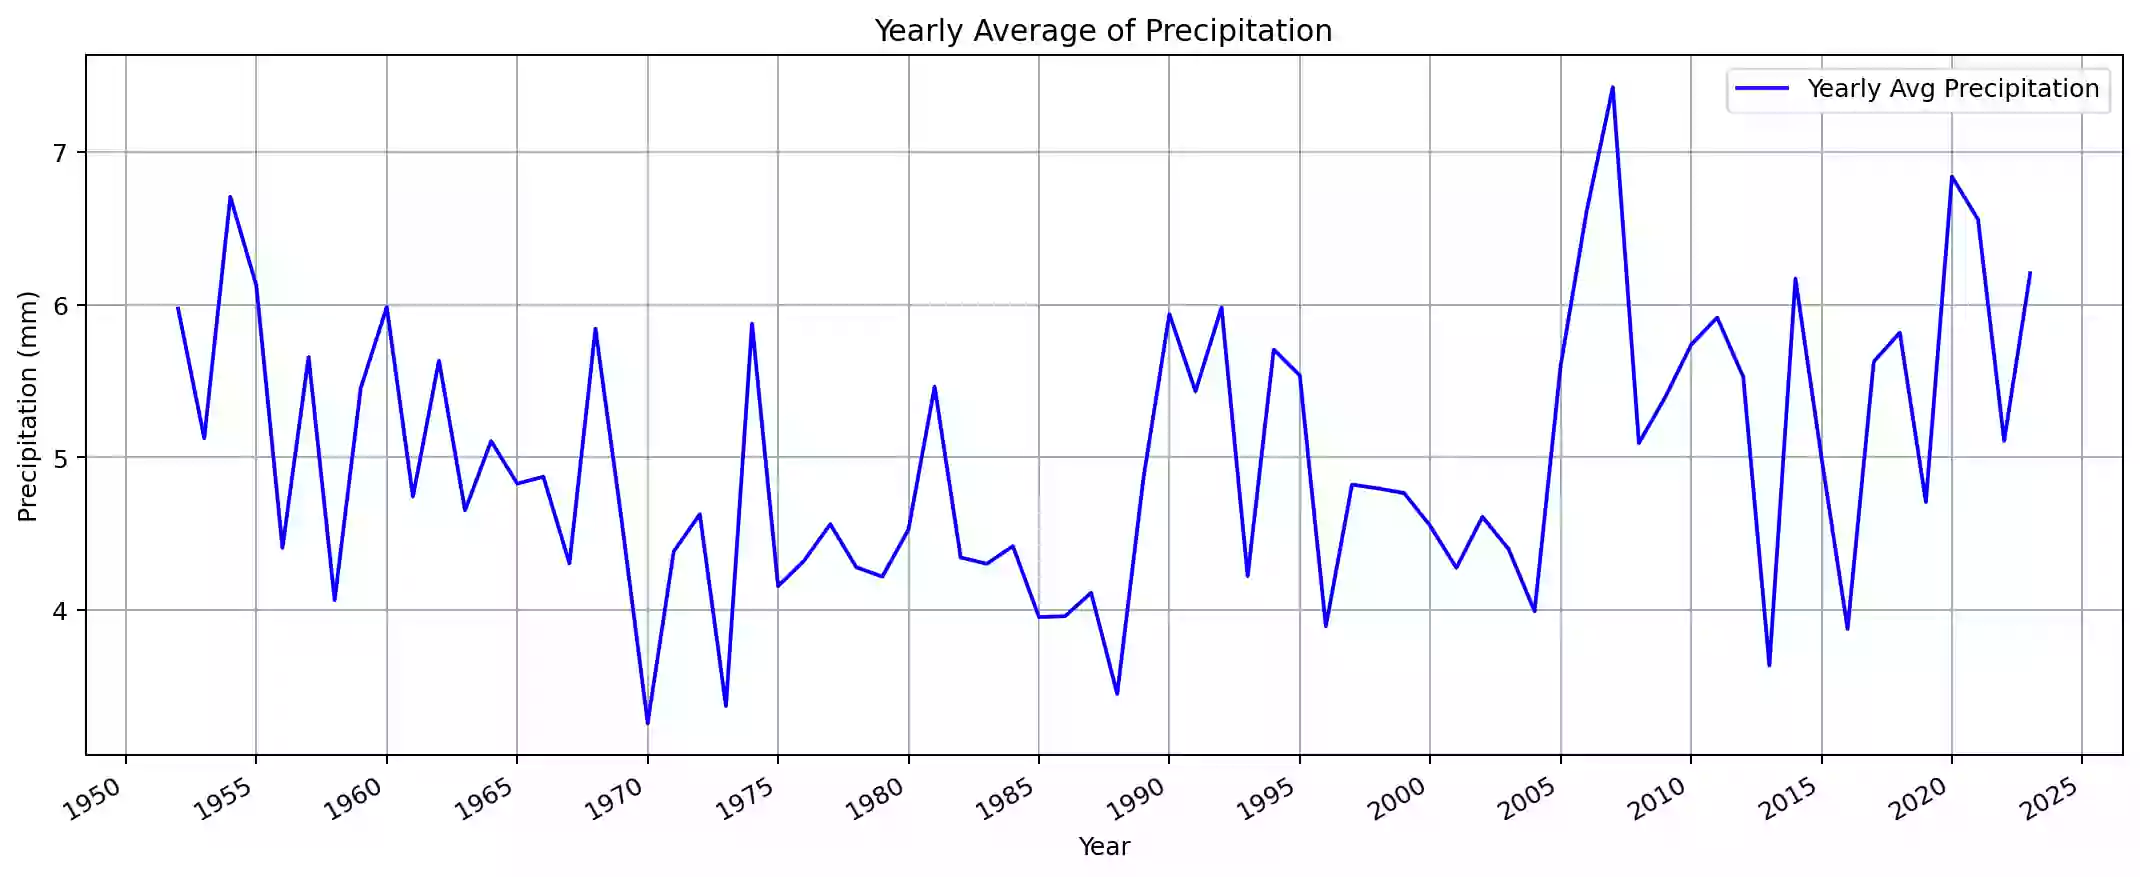 Yearly Average of Precipitation
Yearly Avg Precipitation
Precipitation (mm)
7
6
5
4
1950 1955 1960 1965 1970 1975 1980 1985 1990 1995 2000 2005 2010 2015 2020 2025
Year